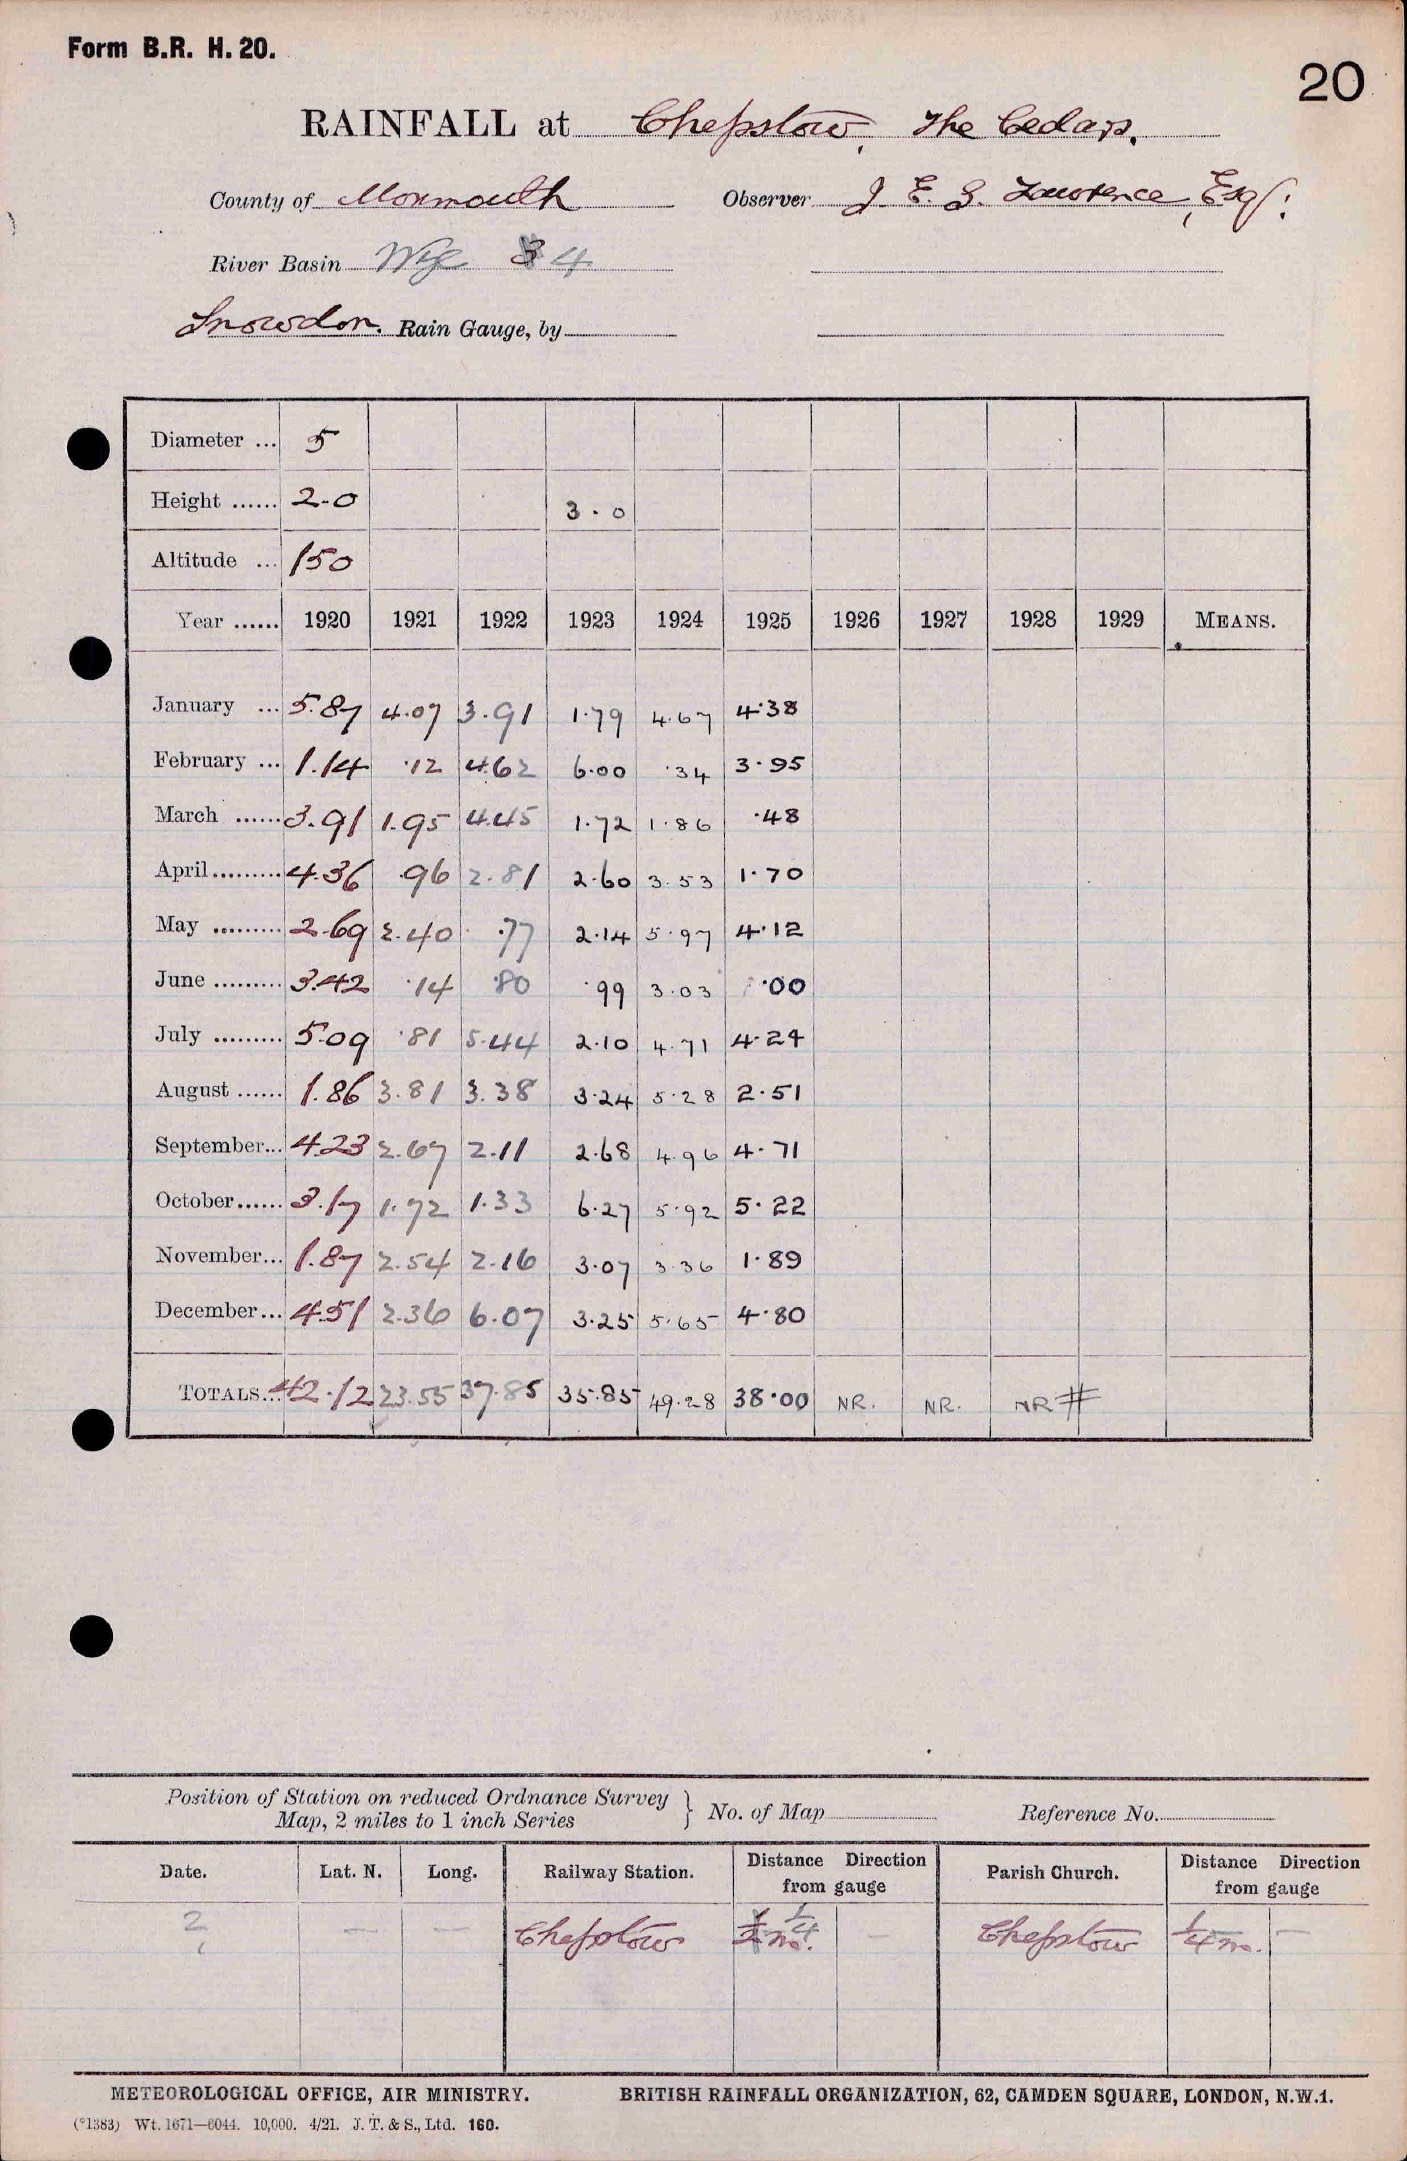 Form B.R. H. 20.
20
RAINFALL at Chepstow, The Cedars.
County of Monmouth Observer J. E. G. Lawrence, Esq:
River Basin Wye 4
Snowdon. Rain Gauge, by
Diameter ... 5
Height ...... 2-0 3.0
Altitude ... 150
Year ...... 1920 1921 1922 1923 1924 1925 1926 1927 1928 1929 MEANS.
January ... 5.87 4.07 3.91 1.79 4.67 4.38
February ... 1.14 .12 4.62 6.00 .34 3.95
March ...... 3.91 1.95 4.45 1.72 1.86 .48
April......... 4.36 .96 2.81 2.60 3.53 1.70
May ......... 2.69 2.40 .77 2.14 5.97 4.12
June ......... 3.42 .14 .80 .99 3.03 .00
July ......... 5.09 .81 5.44 2.10 4.71 4.24
August ...... 1.86 3.81 3.38 3.24 5.28 2.51
September... 4.23 2.67 2.11 2.68 4.96 4.71
October...... 3.17 1.72 1.33 6.27 5.92 5.22
November... 1.87 2.54 2.16 3.07 3.36 1.89
December... 4.51 2.36 6.07 3.25 5.65 4.80
TOTALS... 42.12 23.55 37.85 35.85 49.28 38.00 NR. NR. NR #
Position of Station on reduced Ordnance Survey
Map, 2 miles to 1 inch Series } No. of Map Reference No.
Date. Lat. N. Long. Railway Station. Distance Direction from gauge Parish Church. Distance Direction from gauge
2 — — Chepstow 1/2 1/4 m. — Chepstow 1/4 m. —
METEOROLOGICAL OFFICE, AIR MINISTRY. BRITISH RAINFALL ORGANIZATION, 62, CAMDEN SQUARE, LONDON, N.W.1.
(*1383) Wt. 1671—6044. 10,000. 4/21. J. T. & S., Ltd. 160.